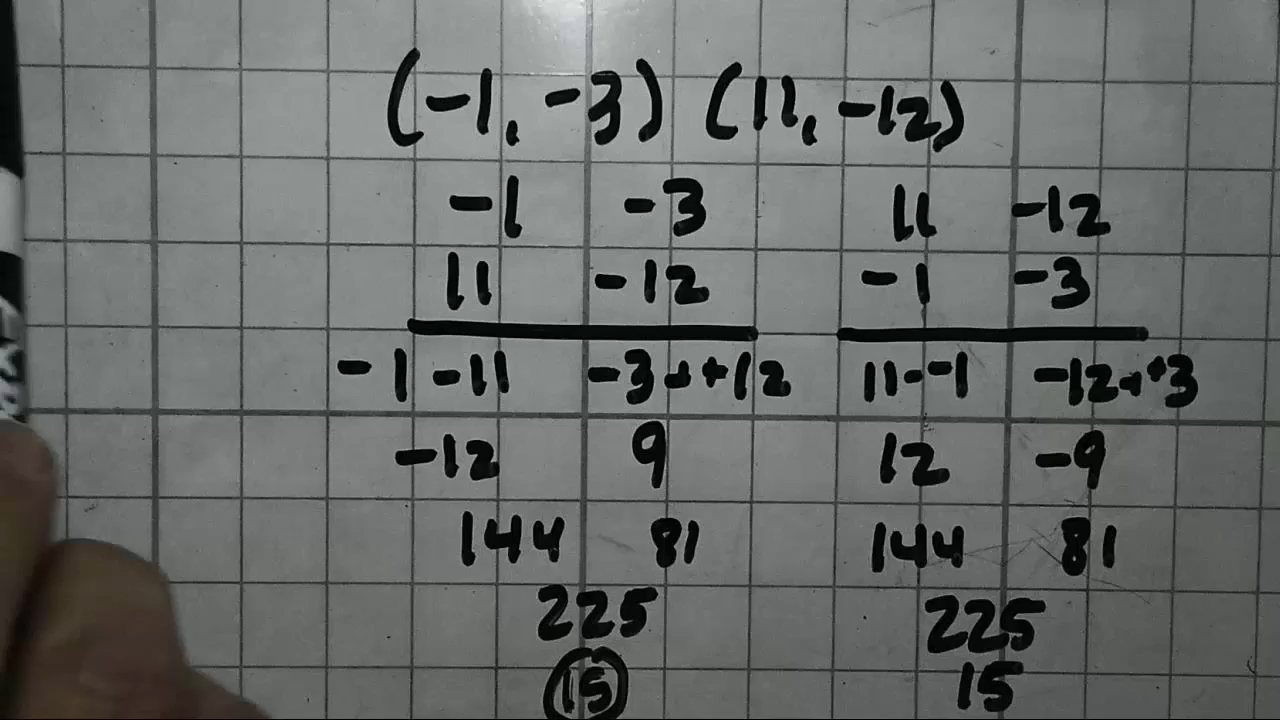 (-1, -3) (11, -12)
-1 -3 11 -12
11 -12 -1 -3
-1 -11 -3 -+ +12 11 - -1 -12 -+ +3
-12 9 12 -9
144 81 144 81
225 225
15 15